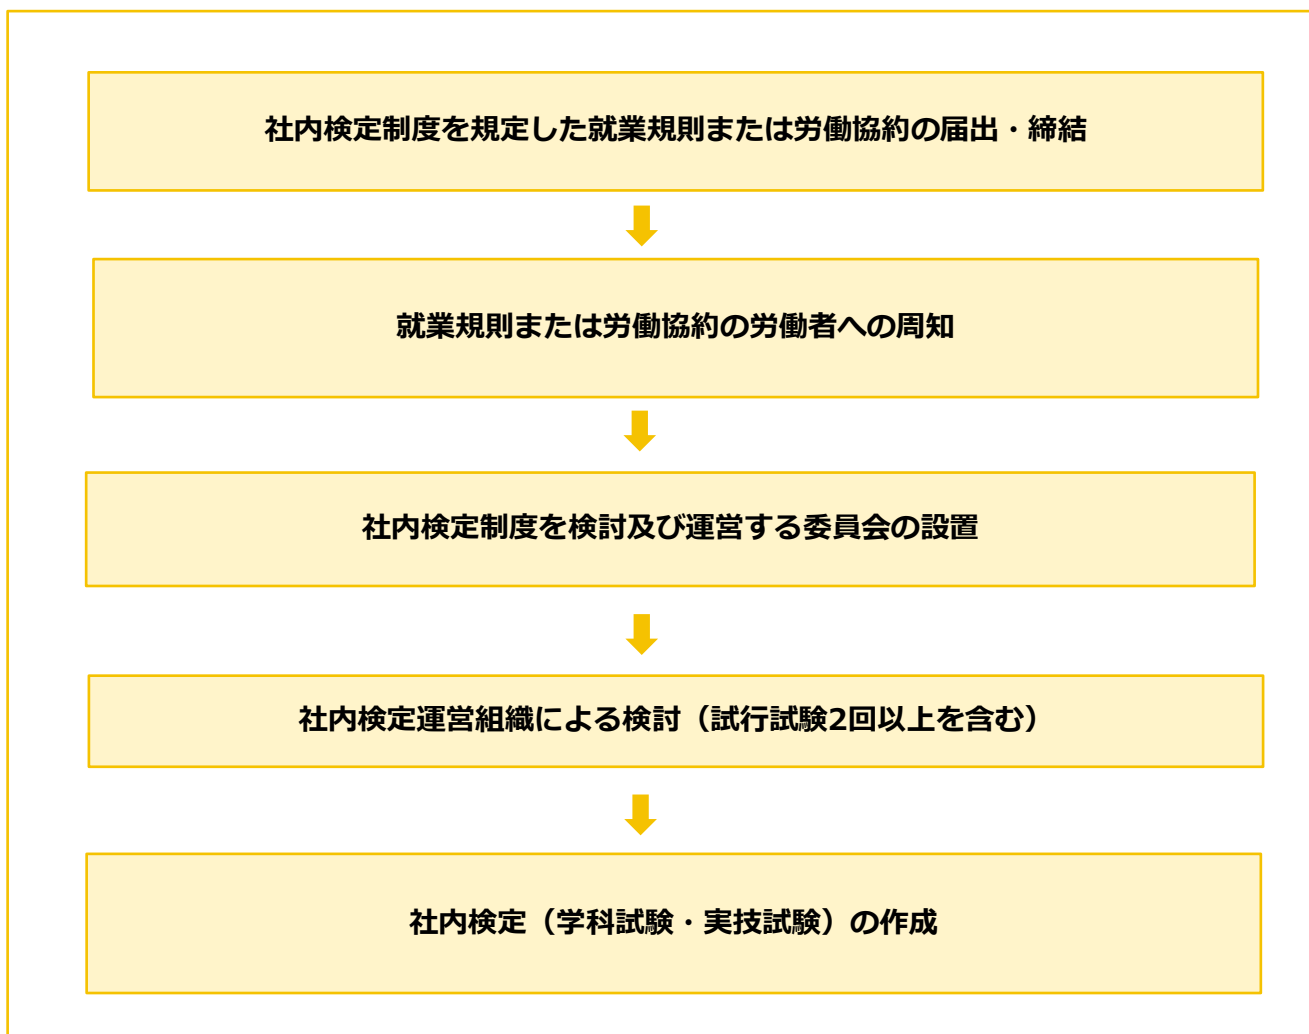 社内検定制度を規定した就業規則または労働協約の届出・締結
就業規則または労働協約の労働者への周知
社内検定制度を検討及び運営する委員会の設置
社内検定運営組織による検討（試行試験2回以上を含む）
社内検定（学科試験・実技試験）の作成